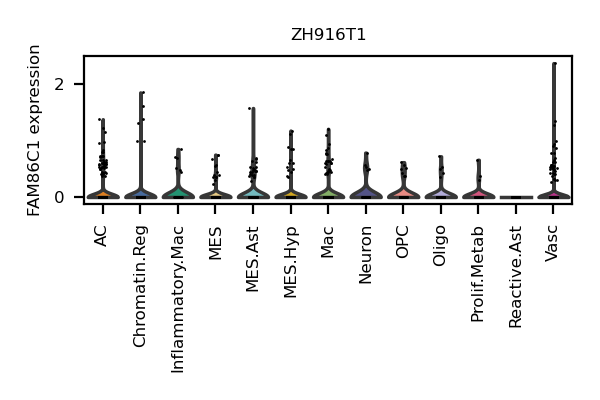 ZH916T1
FAM86C1 expression
2
0
AC
Chromatin.Reg
Inflammatory.Mac
MES
MES.Ast
MES.Hyp
Mac
Neuron
OPC
Oligo
Prolif.Metab
Reactive.Ast
Vasc